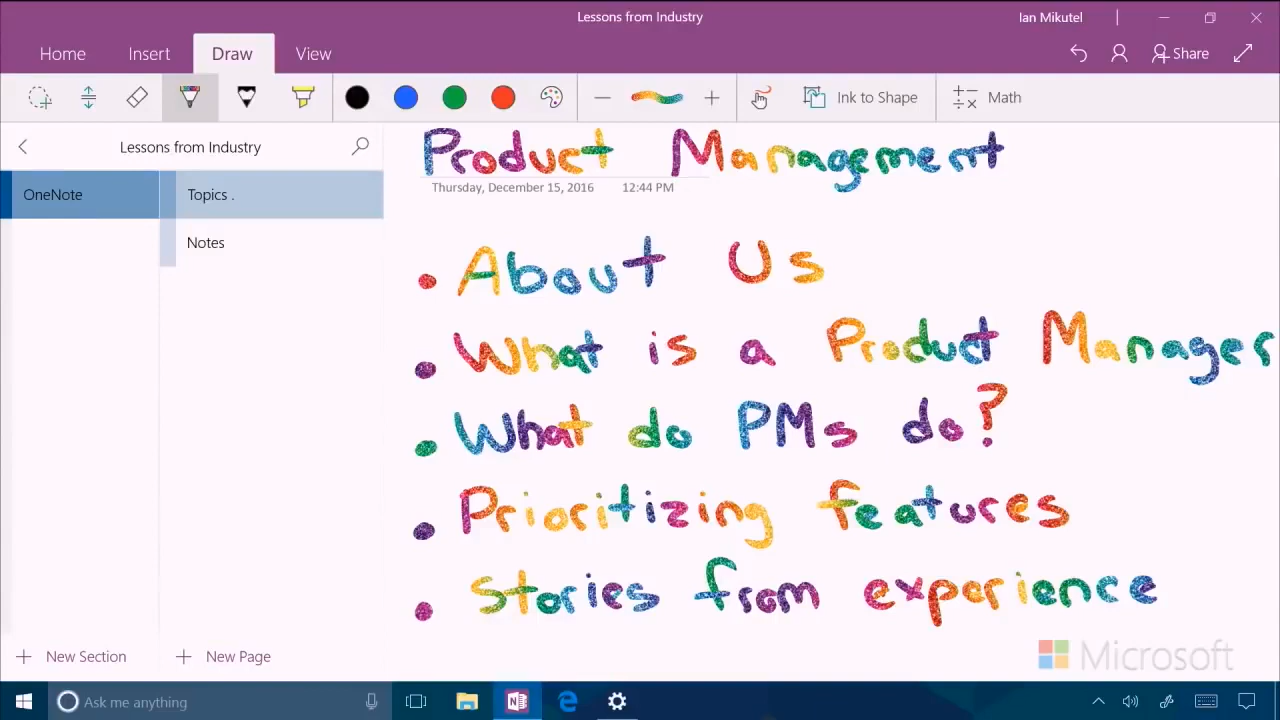 Lessons from Industry
Ian Mikutel
Home Insert Draw View
Share
Ink to Shape
Math
Lessons from Industry
OneNote
Topics .
Notes
Product Management
Thursday, December 15, 2016 12:44 PM
• About Us
• What is a Product Manager
• What do PMs do?
• Prioritizing features
• Stories from experience
New Section
New Page
Microsoft
Ask me anything